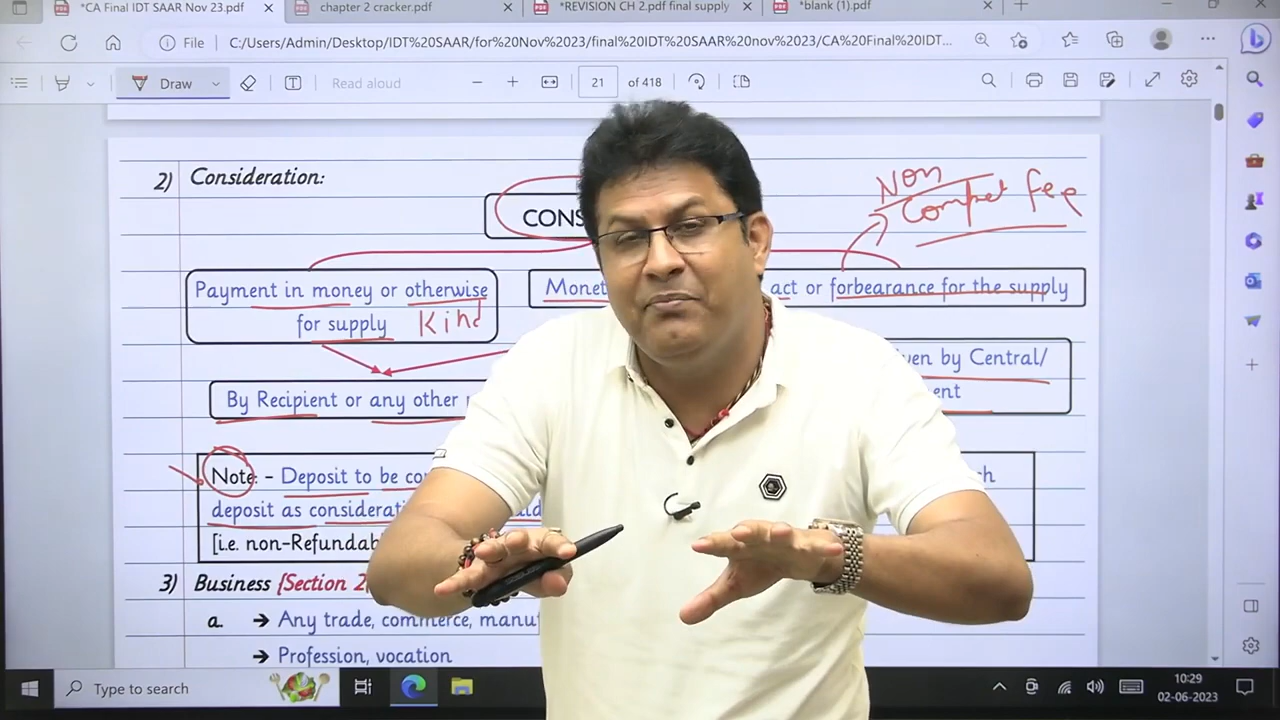 *CA Final IDT SAAR Nov 23.pdf
chapter 2 cracker.pdf
*REVISION CH 2.pdf final supply
*blank (1).pdf
File C:/Users/Admin/Desktop/IDT%20SAAR/for%20Nov%202023/final%20IDT%20SAAR%20nov%202023/CA%20Final%20IDT...
Draw Read aloud 21 of 418
2) Consideration:
CONS
Non
Compet fee
Payment in money or otherwise
for supply Kind
Monet act or forbearance for the supply
By Recipient or any other
iven by Central/
ent
Note: - Deposit to be co ch
deposit as considerati
[i.e. non-Refundab
3) Business [Section 2
a. → Any trade, commerce, manuf
→ Profession, vocation
Type to search
10:29
02-06-2023